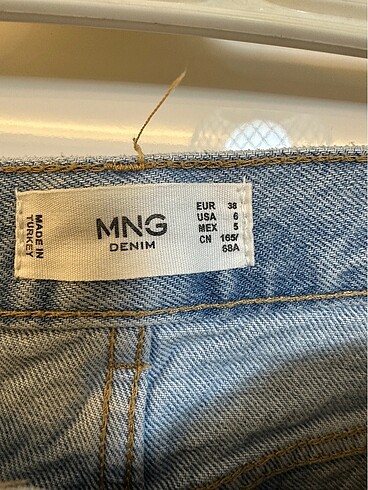 MADE IN
TURKEY
MNG
DENIM
EUR 38
USA 6
MEX 5
CN 165/
68A